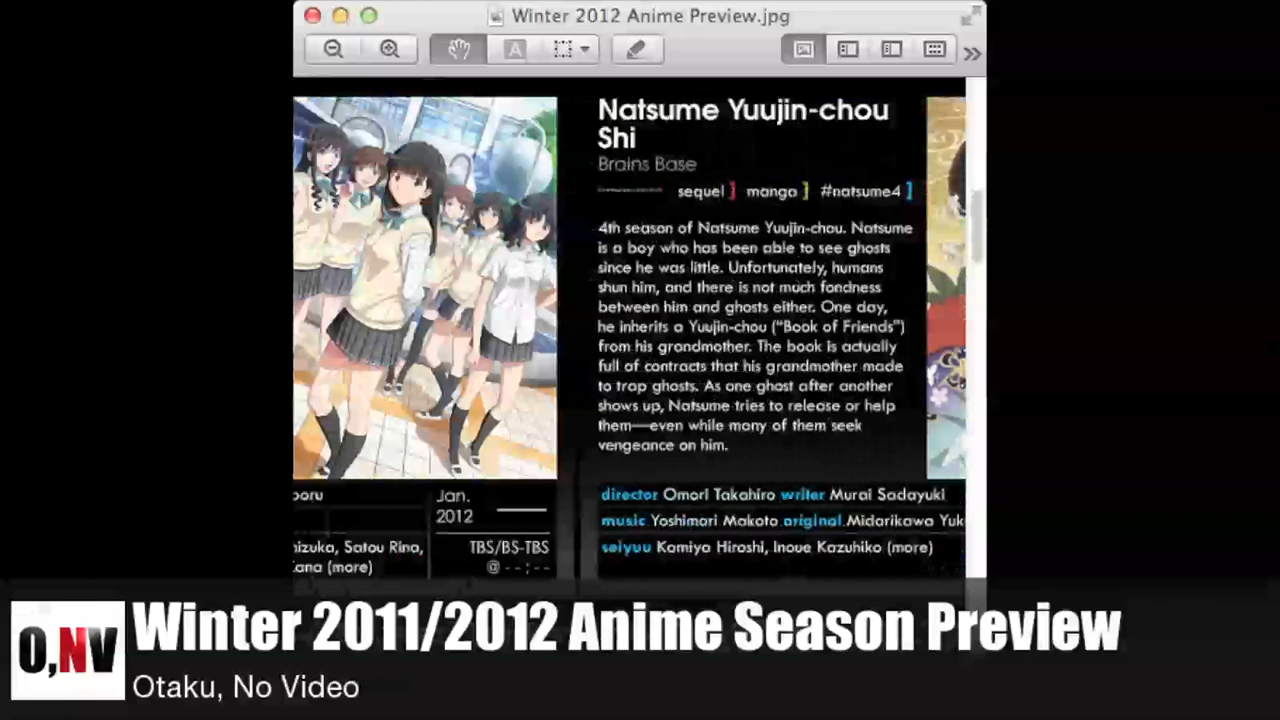 Winter 2012 Anime Preview.jpg
A
Natsume Yuujin-chou
Shi
Brains Base
sequel ] manga ] #natsume4 ]
4th season of Natsume Yuujin-chou. Natsume
is a boy who has been able to see ghosts
since he was little. Unfortunately, humans
shun him, and there is not much fondness
between him and ghosts either. One day,
he inherits a Yuujin-chou ("Book of Friends")
from his grandmother. The book is actually
full of contracts that his grandmother made
to trap ghosts. As one ghost after another
shows up, Natsume tries to release or help
them—even while many of them seek
vengeance on him.
oru
Jan.
2012
hizuka, Satou Rina,
ana (more)
TBS/BS-TBS
@ --:--
director Omori Takahiro writer Murai Sadayuki
music Yoshimori Makoto original Midorikawa Yuk
seiyuu Kamiya Hiroshi, Inoue Kazuhiko (more)
O,NV
Winter 2011/2012 Anime Season Preview
Otaku, No Video